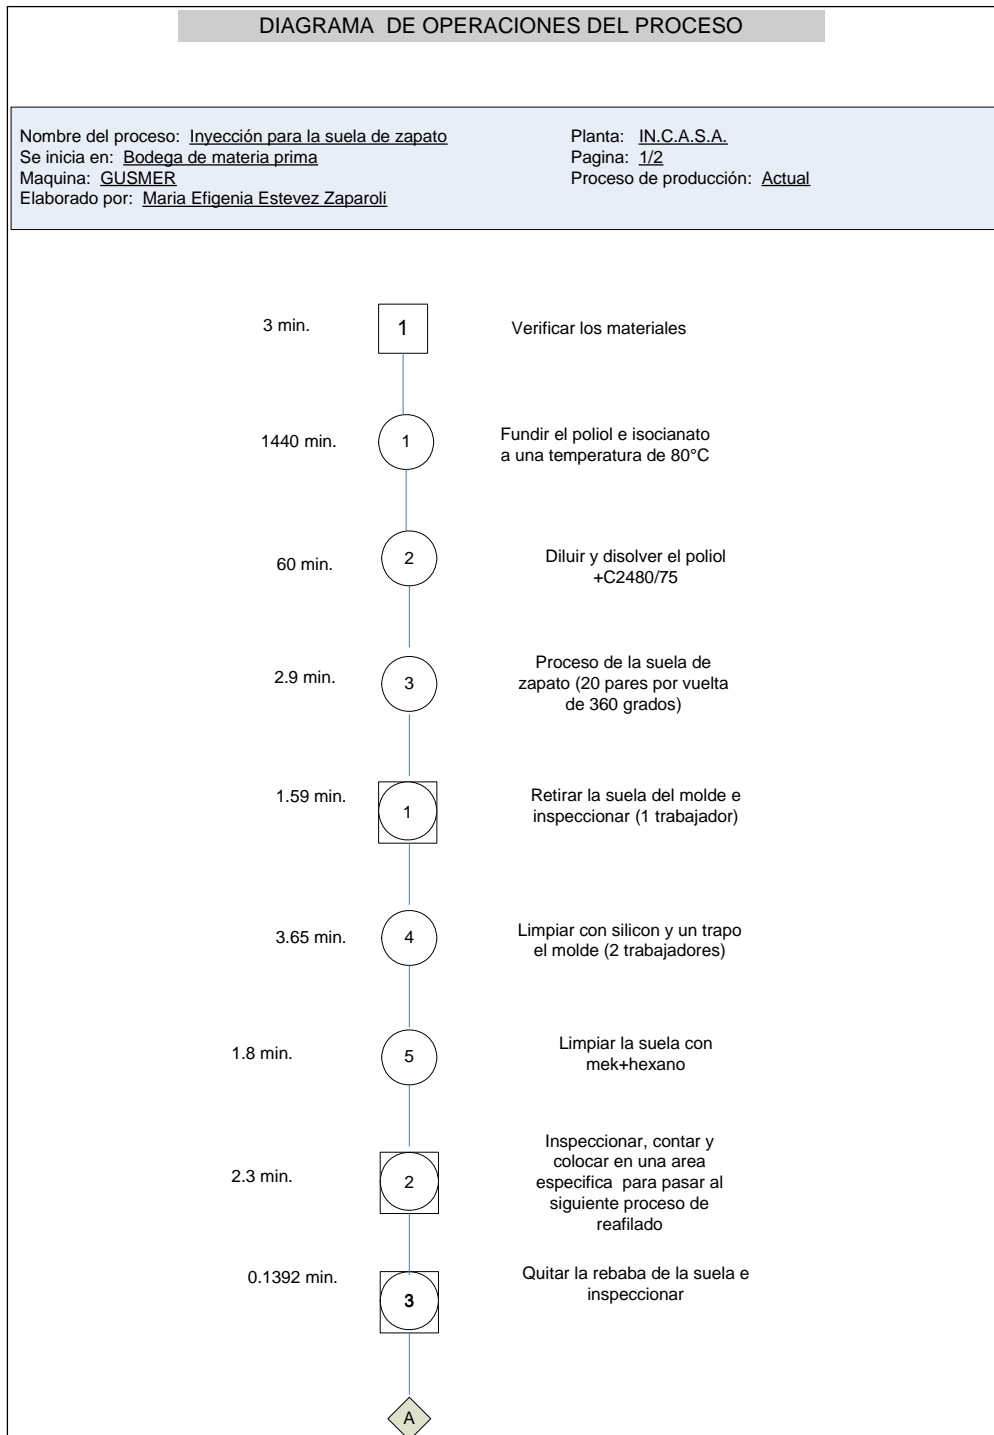 DIAGRAMA DE OPERACIONES DEL PROCESO
Nombre del proceso: Inyección para la suela de zapato
Se inicia en: Bodega de materia prima
Maquina: GUSMER
Elaborado por: Maria Efigenia Estevez Zaparoli
Planta: IN.C.A.S.A.
Pagina: 1/2
Proceso de producción: Actual
3 min.
1
Verificar los materiales
1440 min.
1
Fundir el poliol e isocianato
a una temperatura de 80°C
60 min.
2
Diluir y disolver el poliol
+C2480/75
2.9 min.
3
Proceso de la suela de
zapato (20 pares por vuelta
de 360 grados)
1.59 min.
1
Retirar la suela del molde e
inspeccionar (1 trabajador)
3.65 min.
4
Limpiar con silicon y un trapo
el molde (2 trabajadores)
1.8 min.
5
Limpiar la suela con
mek+hexano
2.3 min.
2
Inspeccionar, contar y
colocar en una area
especifica para pasar al
siguiente proceso de
reafilado
0.1392 min.
3
Quitar la rebaba de la suela e
inspeccionar
A